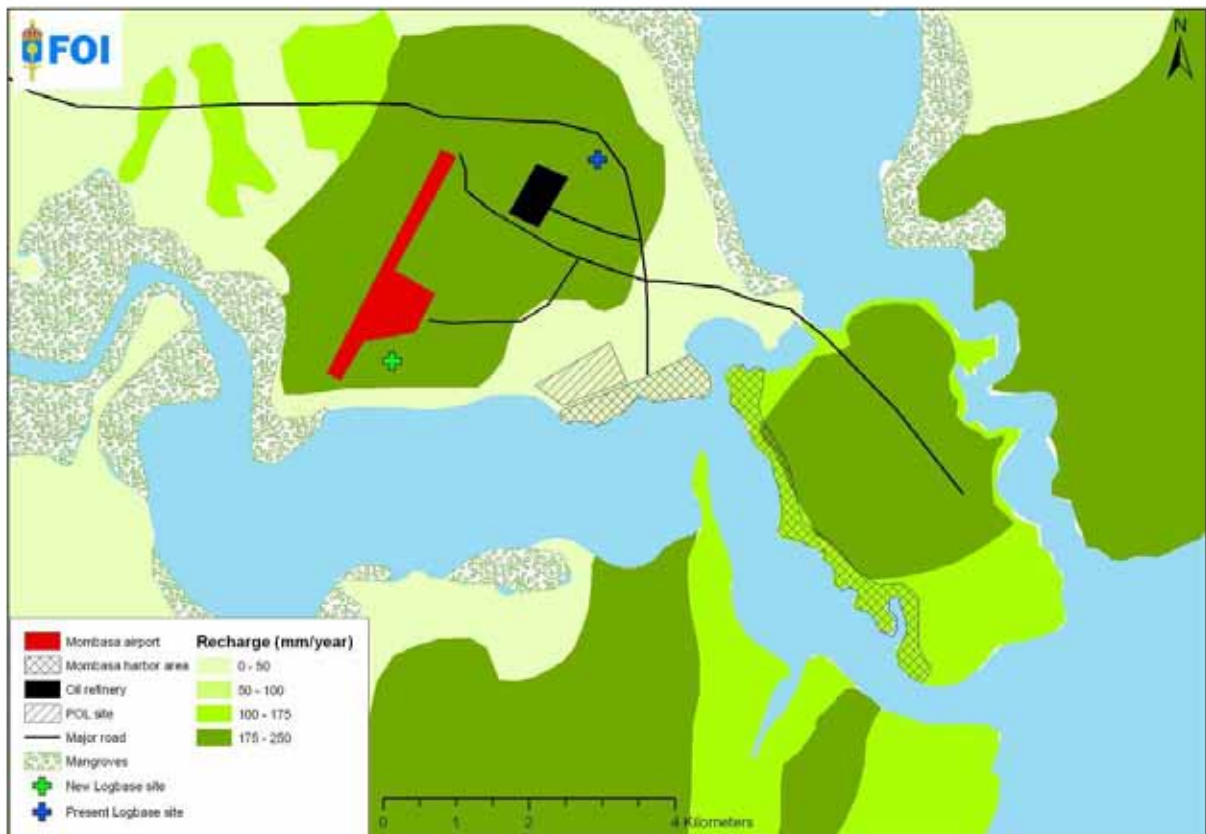 FOI
N
Mombasa airport
Mombasa harbor area
Oil refinery
POL site
Major road
Mangroves
New Logbase site
Present Logbase site
Recharge (mm/year)
0 - 50
50 - 100
100 - 175
175 - 250
0 1 2 4 Kilometers